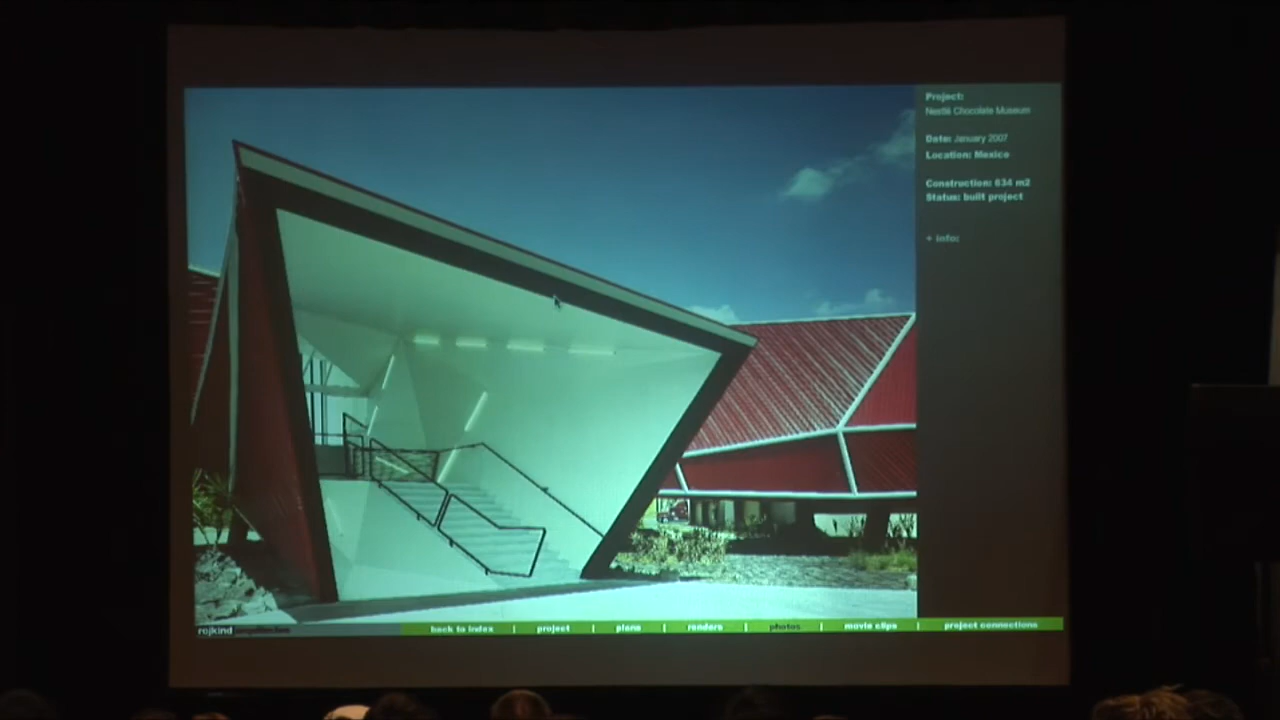 Project:
Nestlé Chocolate Museum
Date: January 2007
Location: Mexico
Construction: 634 m2
Status: built project
+ info:
rojkind arquitectos
back to index | project | plans | renders | photos | movie clips | project connections